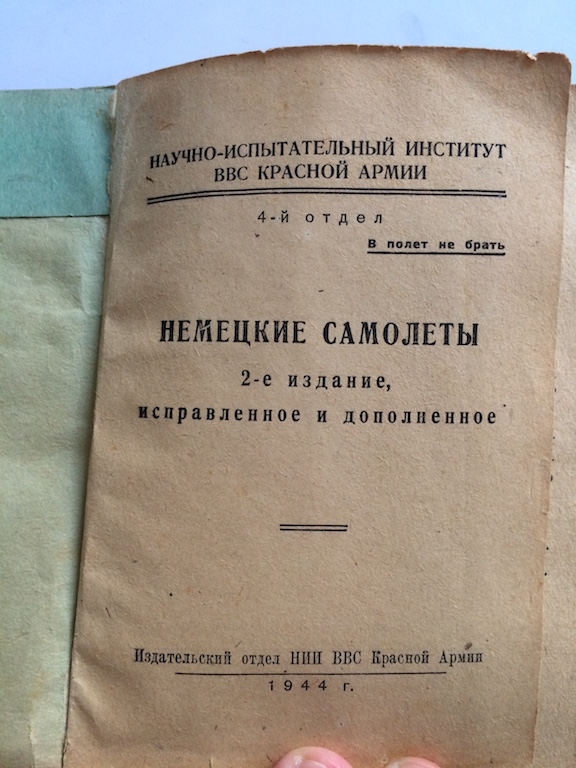 НАУЧНО-ИСПЫТАТЕЛЬНЫЙ ИНСТИТУТ
ВВС КРАСНОЙ АРМИИ
4-й отдел
В полет не брать
НЕМЕЦКИЕ САМОЛЕТЫ
2-е издание,
исправленное и дополненное
Издательский отдел НИИ ВВС Красной Армии
1944 г.